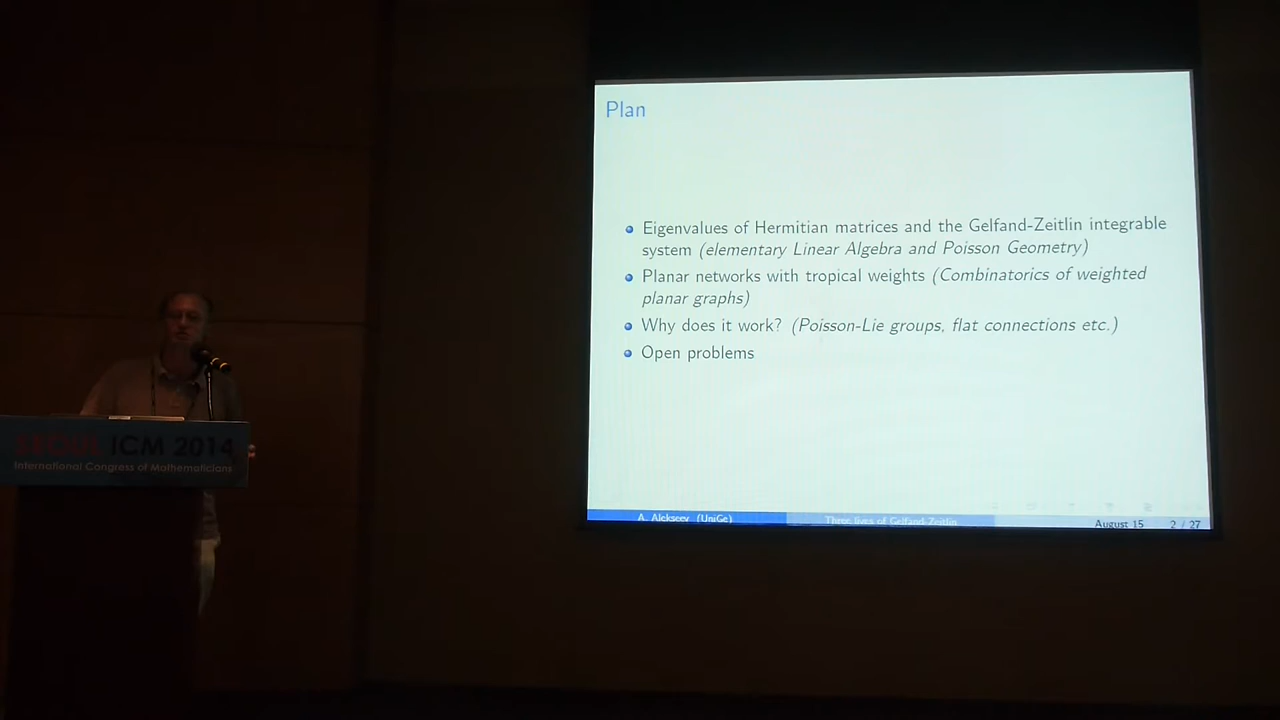 Plan
Eigenvalues of Hermitian matrices and the Gelfand-Zeitlin integrable
system (elementary Linear Algebra and Poisson Geometry)
Planar networks with tropical weights (Combinatorics of weighted
planar graphs)
Why does it work? (Poisson-Lie groups, flat connections etc.)
Open problems
A. Alekseev (UniGe)
Three lives of Gelfand-Zeitlin
August 15
2 / 27
SEOUL ICM 2014
International Congress of Mathematicians